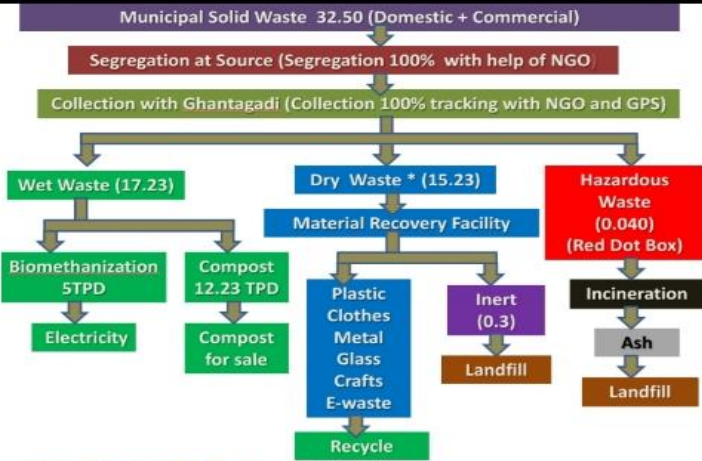 Municipal Solid Waste 32.50 (Domestic + Commercial)
Segregation at Source (Segregation 100% with help of NGO)
Collection with Ghantagadi (Collection 100% tracking with NGO and GPS)
Wet Waste (17.23)
Dry Waste * (15.23)
Hazardous
Waste
(0.040)
(Red Dot Box)
Material Recovery Facility
Biomethanization
5TPD
Compost
12.23 TPD
Plastic
Clothes
Metal
Glass
Crafts
E-waste
Inert
(0.3)
Incineration
Electricity
Compost
for sale
Landfill
Ash
Landfill
Recycle